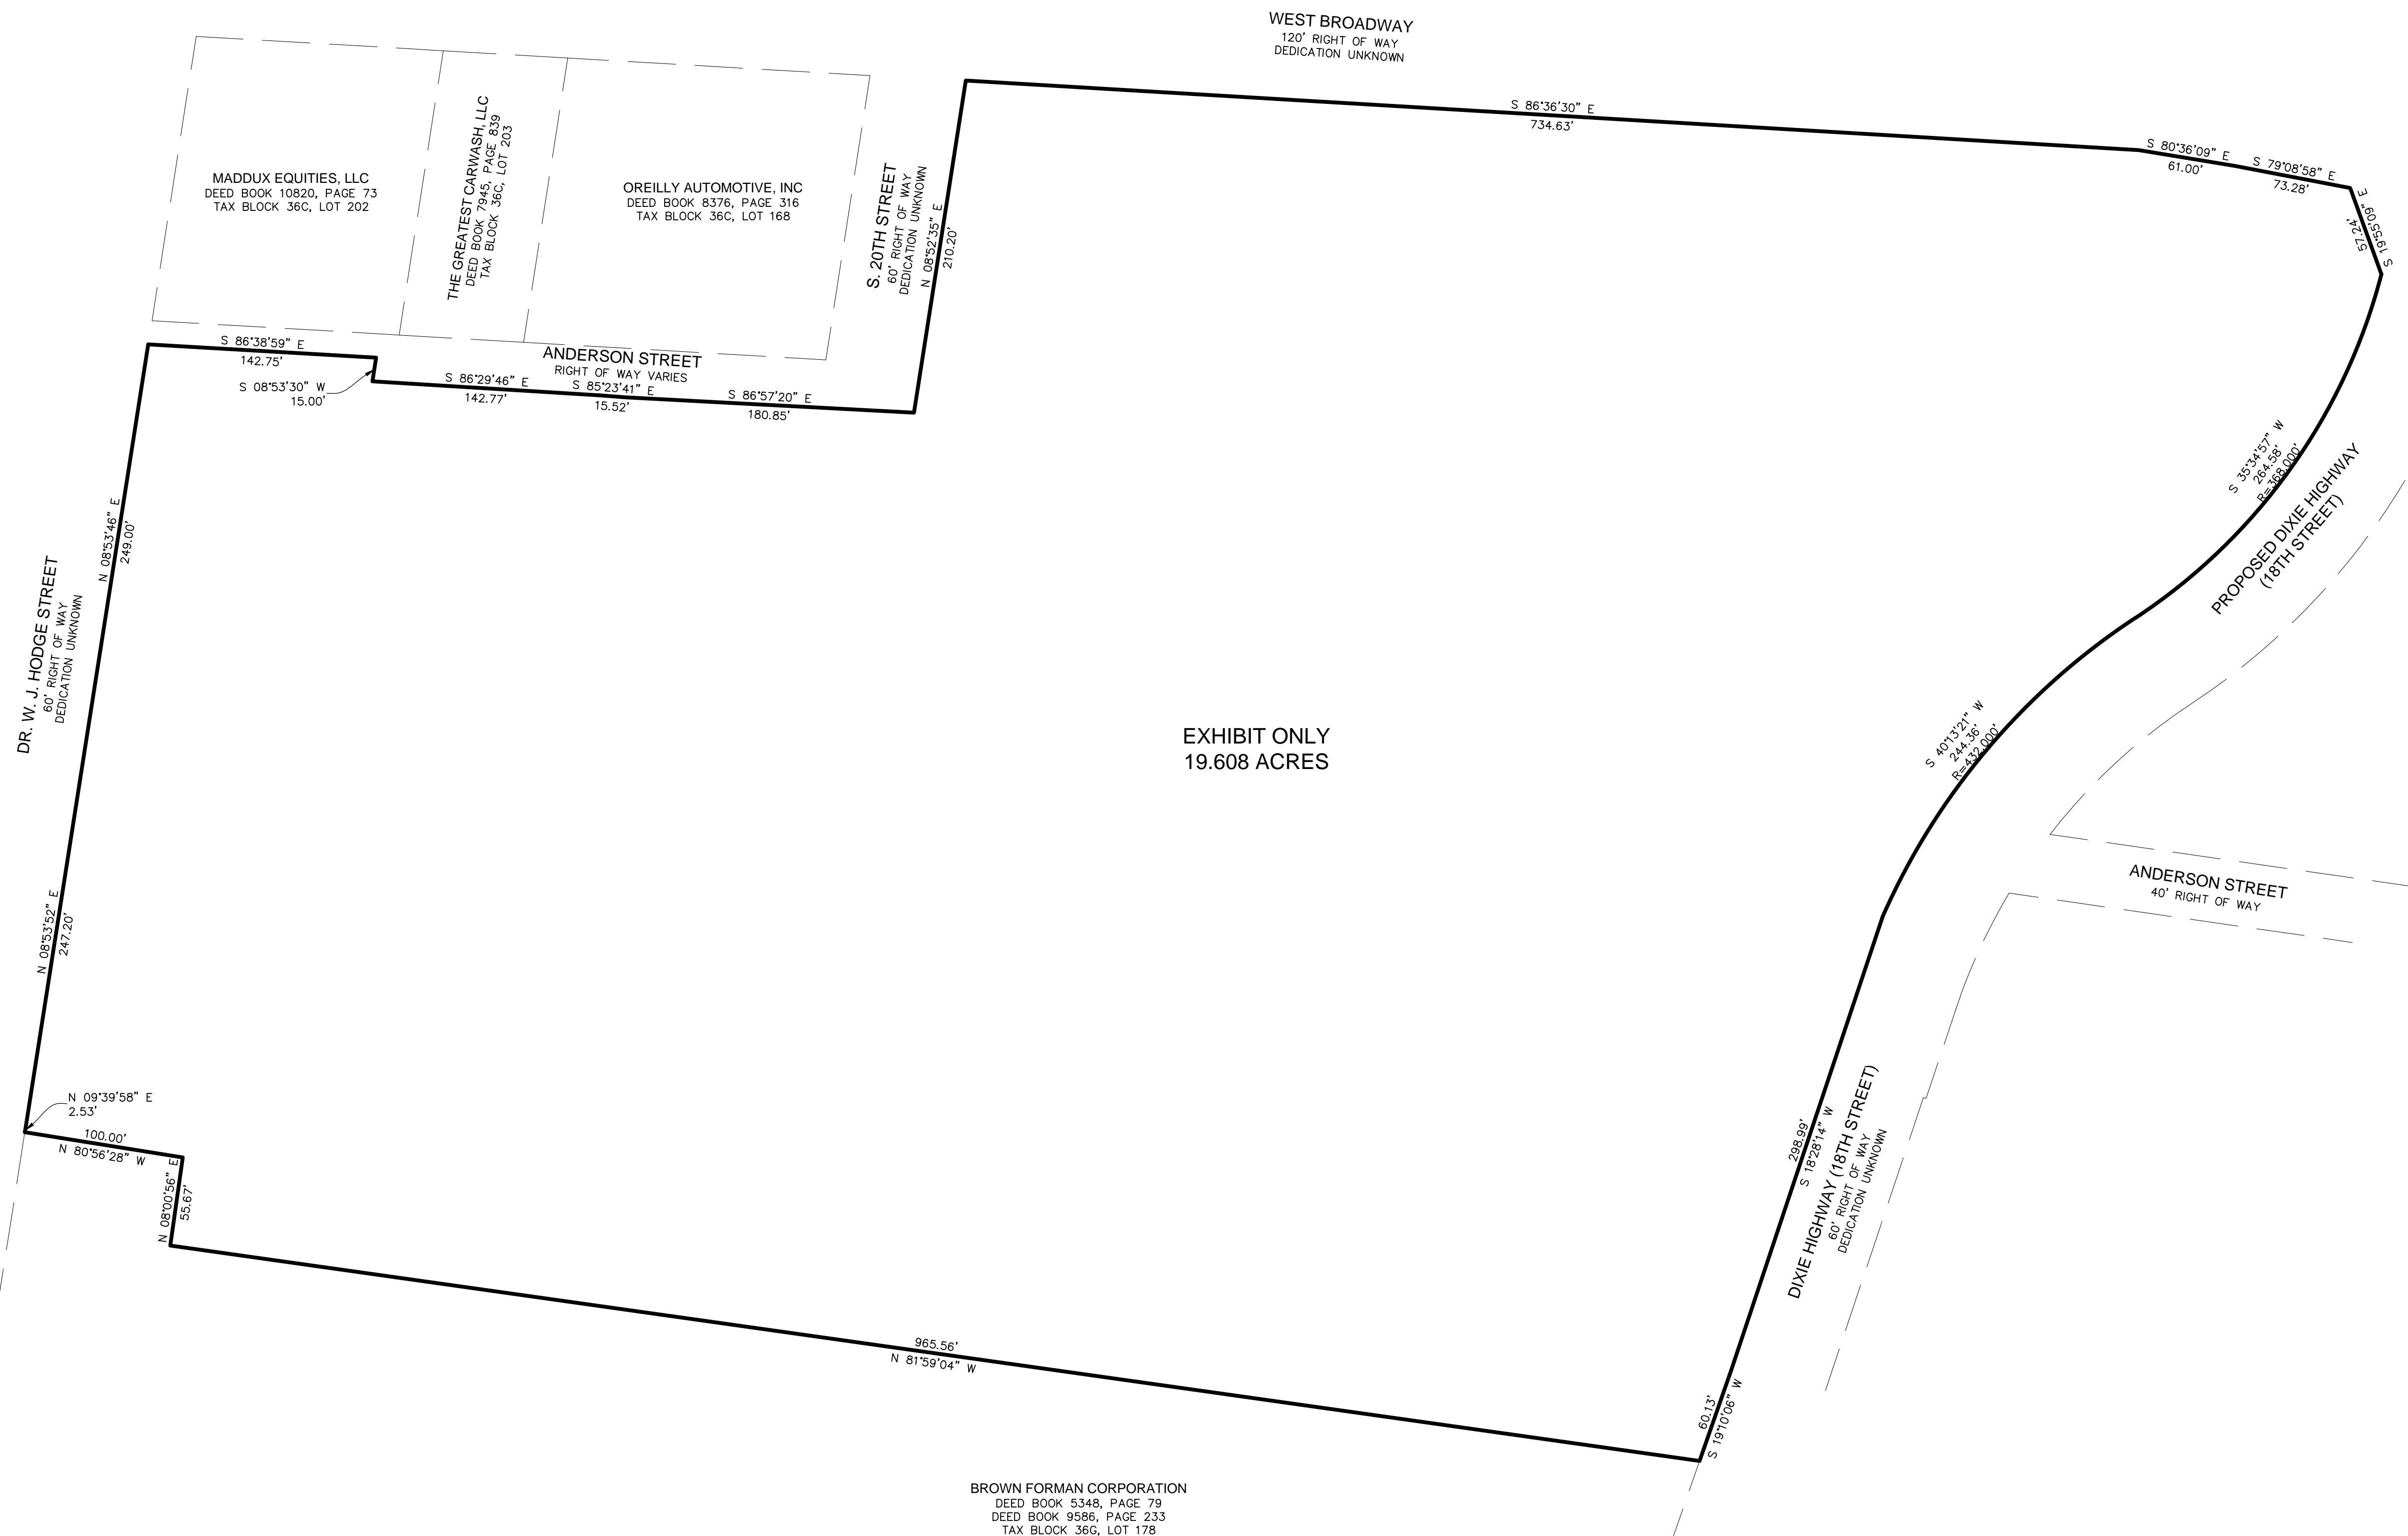 WEST BROADWAY
120' RIGHT OF WAY
DEDICATION UNKNOWN
MADDUX EQUITIES, LLC
DEED BOOK 10820, PAGE 73
TAX BLOCK 36C, LOT 202
THE GREATEST CARWASH, LLC
DEED BOOK 7945, PAGE 839
TAX BLOCK 36C, LOT 203
OREILLY AUTOMOTIVE, INC
DEED BOOK 8376, PAGE 316
TAX BLOCK 36C, LOT 168
S. 20TH STREET
60' RIGHT OF WAY
DEDICATION UNKNOWN
N 08°52'35" E
210.20'
S 86°36'30" E
734.63'
S 80°36'09" E
61.00'
S 79°08'58" E
73.28'
S 19°55'09" E
57.24'
S 86°38'59" E
142.75'
S 08°53'30" W
15.00'
ANDERSON STREET
RIGHT OF WAY VARIES
S 86°29'46" E
142.77'
S 85°23'41" E
15.52'
S 86°57'20" E
180.85'
S 35°34'57" W
264.58'
R=368.000'
PROPOSED DIXIE HIGHWAY
(18TH STREET)
N 08°53'46" E
249.00'
DR. W. J. HODGE STREET
60' RIGHT OF WAY
DEDICATION UNKNOWN
EXHIBIT ONLY
19.608 ACRES
S 40°13'21" W
244.36'
R=432.000'
ANDERSON STREET
40' RIGHT OF WAY
N 08°53'52" E
247.20'
N 09°39'58" E
2.53'
100.00'
N 80°56'28" W
N 08°00'56" E
55.67'
298.99'
S 18°28'14" W
DIXIE HIGHWAY (18TH STREET)
60' RIGHT OF WAY
DEDICATION UNKNOWN
965.56'
N 81°59'04" W
60.13'
S 19°10'06" W
BROWN FORMAN CORPORATION
DEED BOOK 5348, PAGE 79
DEED BOOK 9586, PAGE 233
TAX BLOCK 36G, LOT 178